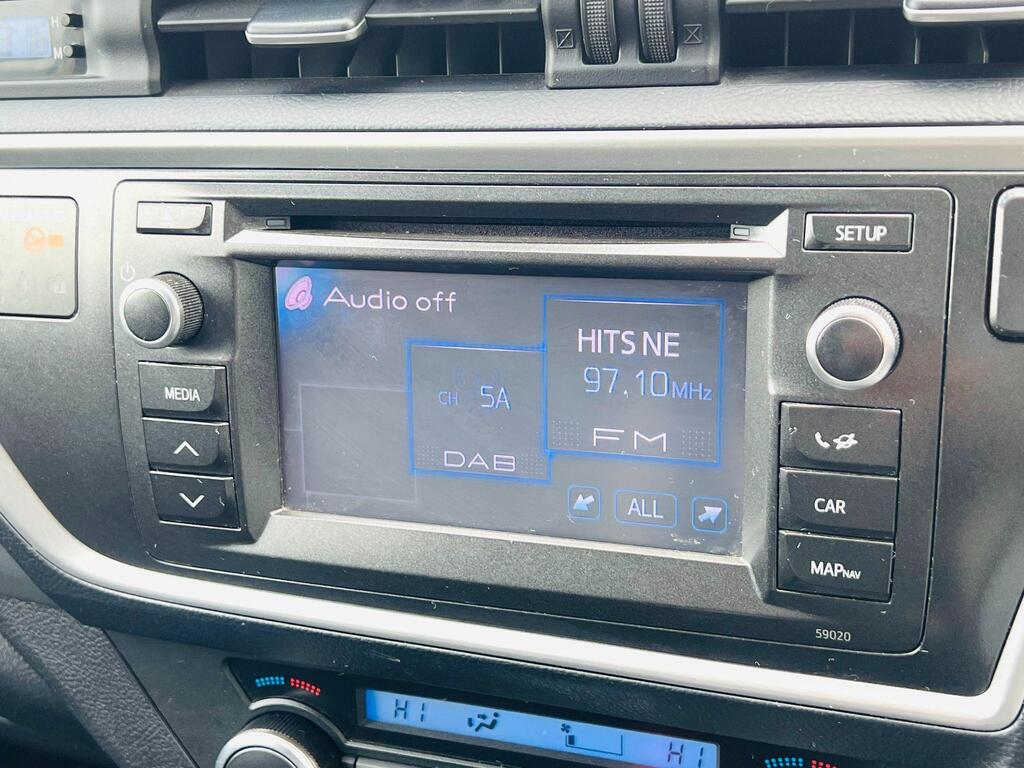 H
M
SETUP
Audio off
HITS NE
97.10MHz
FM
CH 5A
DAB
ALL
MEDIA
CAR
MAPNAV
59020
HI
HI